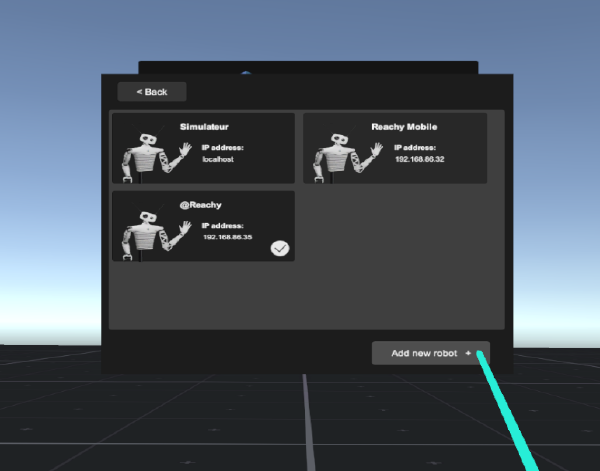 < Back
Simulateur
IP address:
localhost
Reachy Mobile
IP address:
192.168.86.32
@Reachy
IP address:
192.168.86.35
Add new robot +